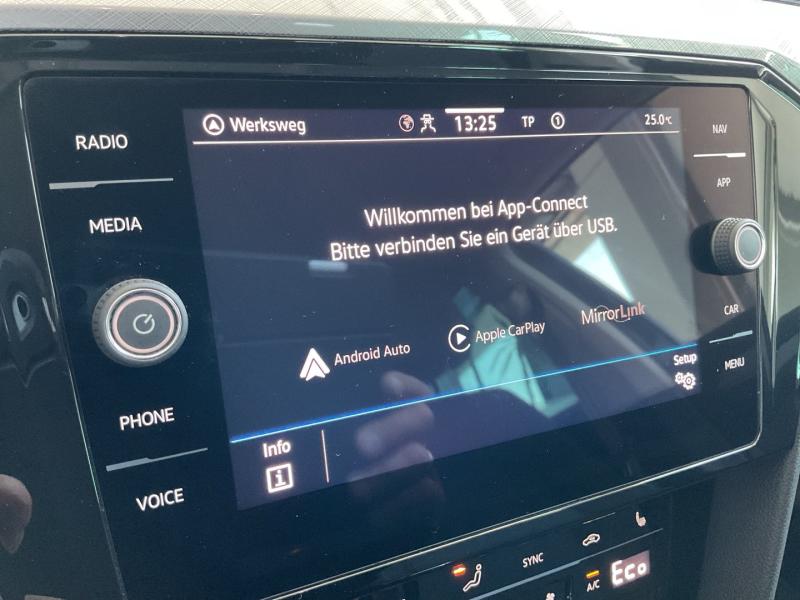 RADIO
MEDIA
PHONE
VOICE
Werksweg
13:25
TP
1
25.0°C
Willkommen bei App-Connect
Bitte verbinden Sie ein Gerät über USB.
Android Auto
Apple CarPlay
MirrorLink
Info
i
Setup
NAV
APP
CAR
MENU
SYNC
A/C
Eco